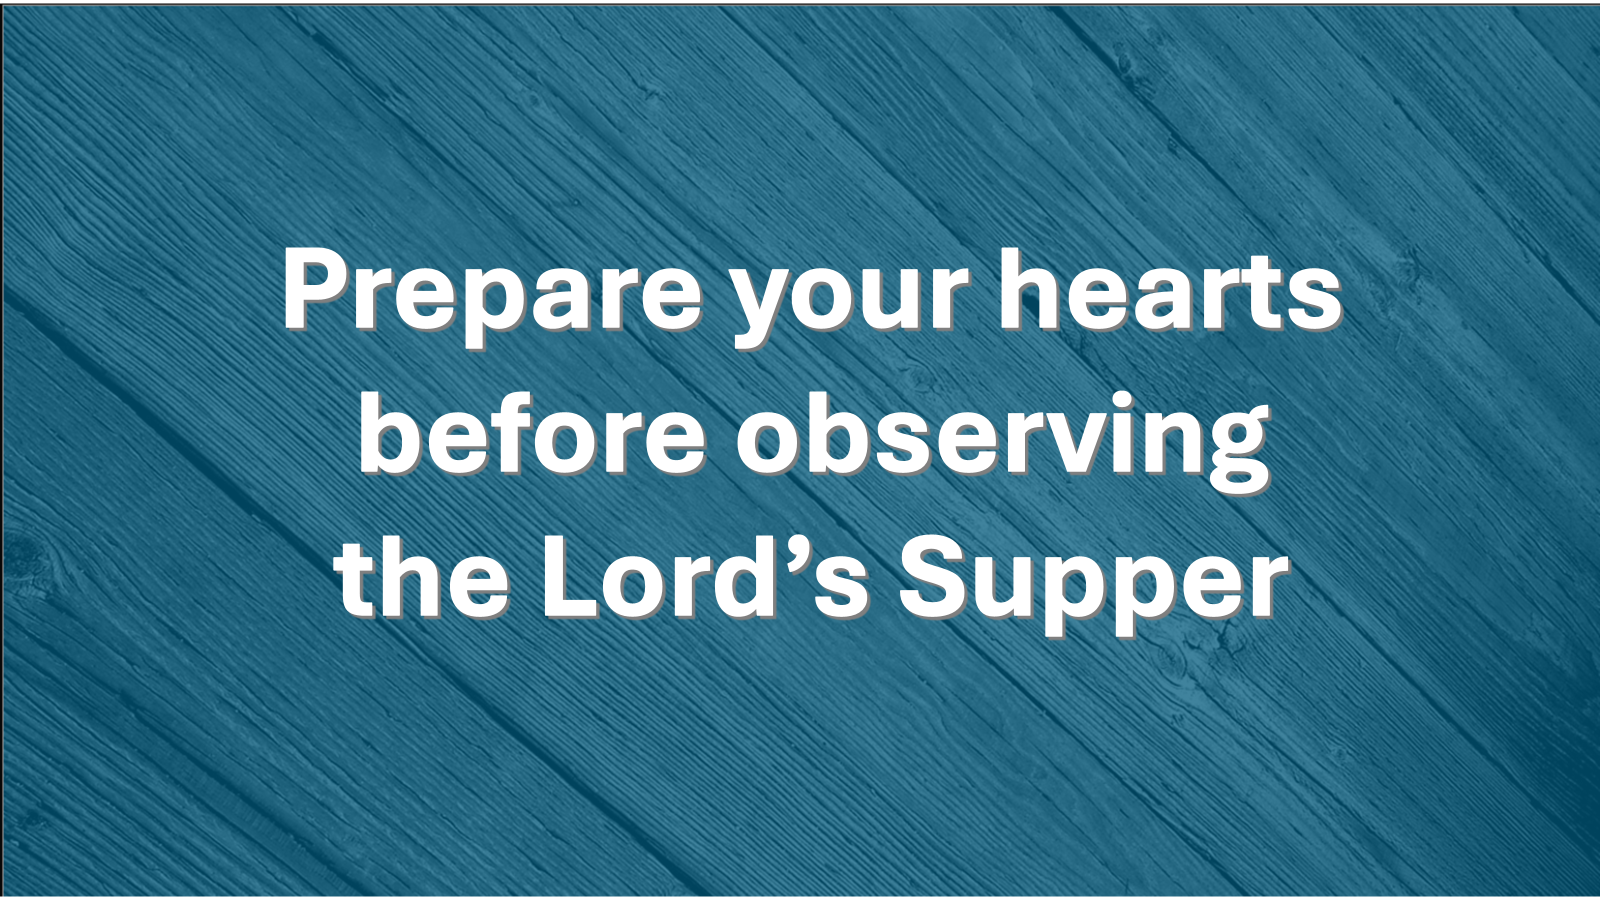 Prepare your hearts
before observing
the Lord’s Supper